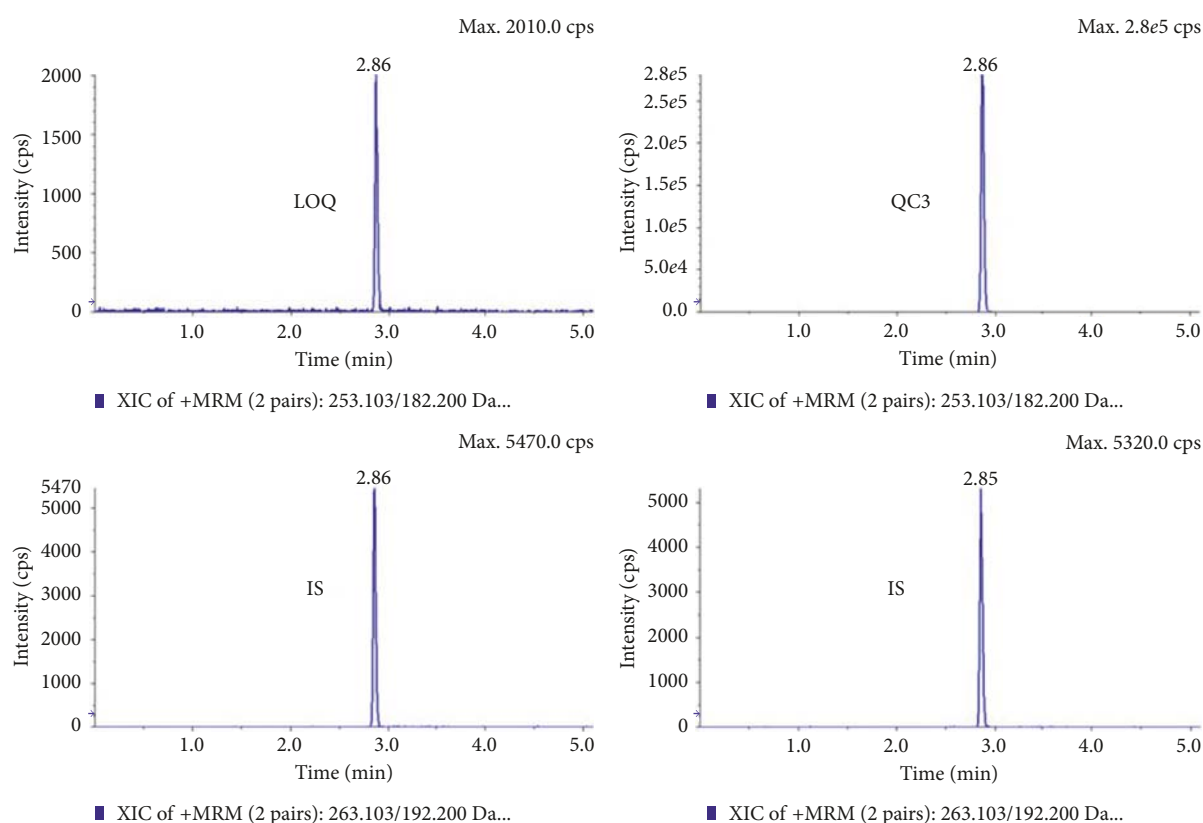 Max. 2010.0 cps
2.86
2000
1500
1000
500
0
Intensity (cps)
LOQ
1.0 2.0 3.0 4.0 5.0
Time (min)
XIC of +MRM (2 pairs): 253.103/182.200 Da...
Max. 2.8e5 cps
2.86
2.8e5
2.5e5
2.0e5
1.5e5
1.0e5
5.0e4
0.0
Intensity (cps)
QC3
1.0 2.0 3.0 4.0 5.0
Time (min)
XIC of +MRM (2 pairs): 253.103/182.200 Da...
Max. 5470.0 cps
2.86
5470
5000
4000
3000
2000
1000
0
Intensity (cps)
IS
1.0 2.0 3.0 4.0 5.0
Time (min)
XIC of +MRM (2 pairs): 263.103/192.200 Da...
Max. 5320.0 cps
2.85
5000
4000
3000
2000
1000
0
Intensity (cps)
IS
1.0 2.0 3.0 4.0 5.0
Time (min)
XIC of +MRM (2 pairs): 263.103/192.200 Da...